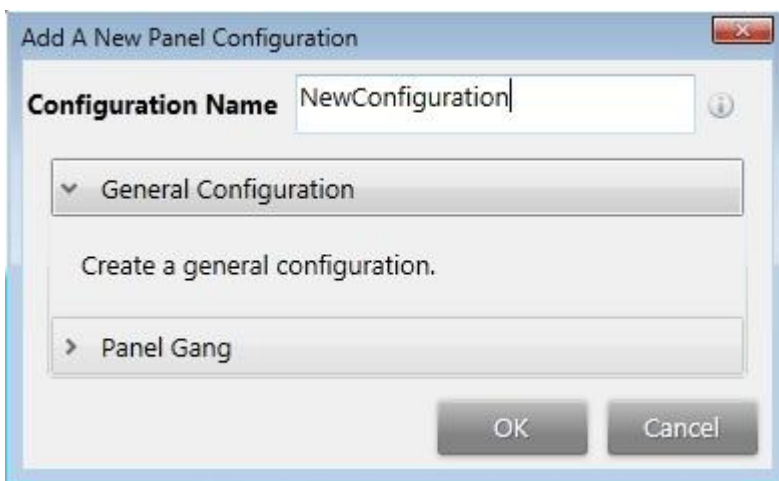 Add A New Panel Configuration
Configuration Name NewConfiguration
General Configuration
Create a general configuration.
Panel Gang
OK Cancel